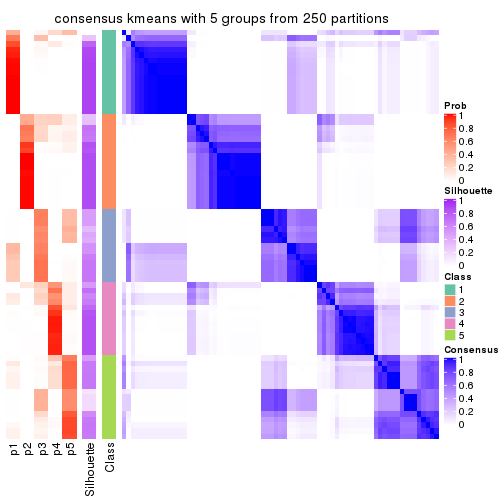 consensus kmeans with 5 groups from 250 partitions
Prob
1
0.8
0.6
0.4
0.2
0
Silhouette
1
0.8
0.6
0.4
0.2
0
Class
1
2
3
4
5
Consensus
1
0.8
0.6
0.4
0.2
0
p1
p2
p3
p4
p5
Silhouette
Class